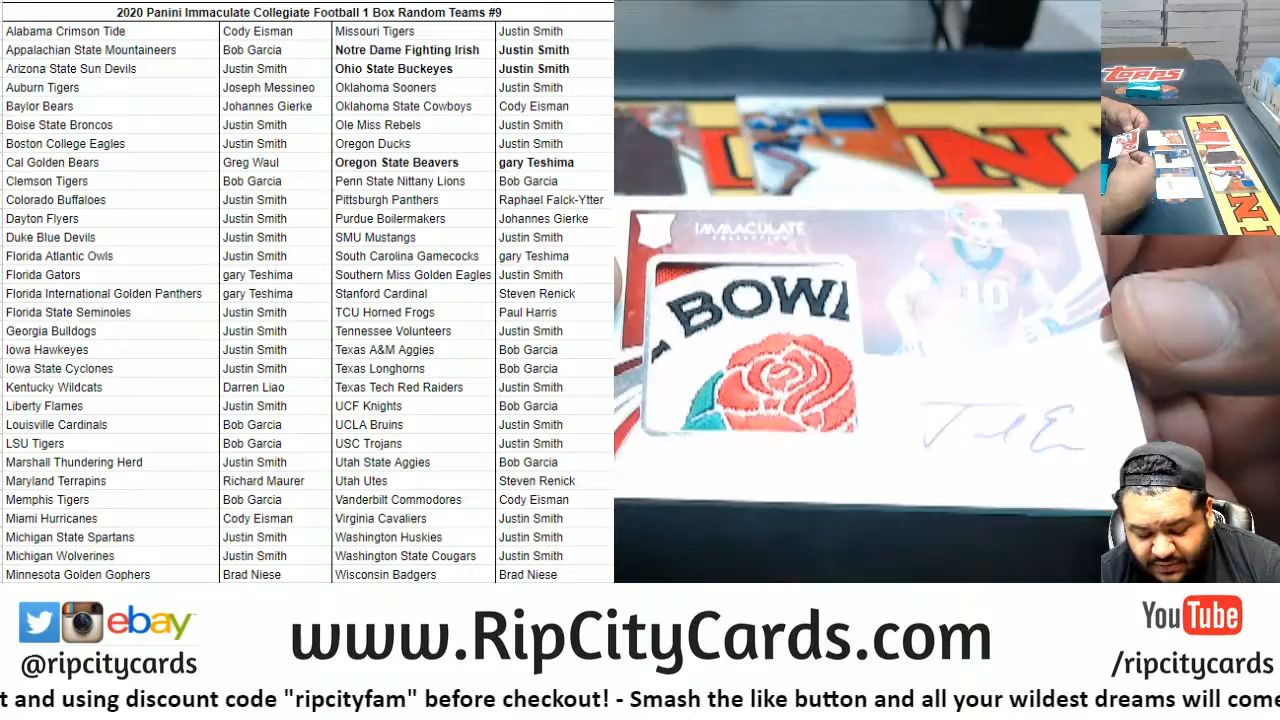 2020 Panini Immaculate Collegiate Football 1 Box Random Teams #9
Alabama Crimson Tide Cody Eisman Missouri Tigers Justin Smith
Appalachian State Mountaineers Bob Garcia Notre Dame Fighting Irish Justin Smith
Arizona State Sun Devils Justin Smith Ohio State Buckeyes Justin Smith
Auburn Tigers Joseph Messineo Oklahoma Sooners Justin Smith
Baylor Bears Johannes Gierke Oklahoma State Cowboys Cody Eisman
Boise State Broncos Justin Smith Ole Miss Rebels Justin Smith
Boston College Eagles Justin Smith Oregon Ducks Justin Smith
Cal Golden Bears Greg Waul Oregon State Beavers gary Teshima
Clemson Tigers Bob Garcia Penn State Nittany Lions Bob Garcia
Colorado Buffaloes Justin Smith Pittsburgh Panthers Raphael Falck-Ytter
Dayton Flyers Justin Smith Purdue Boilermakers Johannes Gierke
Duke Blue Devils Justin Smith SMU Mustangs Justin Smith
Florida Atlantic Owls Justin Smith South Carolina Gamecocks gary Teshima
Florida Gators gary Teshima Southern Miss Golden Eagles Justin Smith
Florida International Golden Panthers gary Teshima Stanford Cardinal Steven Renick
Florida State Seminoles Justin Smith TCU Horned Frogs Paul Harris
Georgia Bulldogs Justin Smith Tennessee Volunteers Justin Smith
Iowa Hawkeyes Justin Smith Texas A&M Aggies Bob Garcia
Iowa State Cyclones Justin Smith Texas Longhorns Bob Garcia
Kentucky Wildcats Darren Liao Texas Tech Red Raiders Justin Smith
Liberty Flames Justin Smith UCF Knights Bob Garcia
Louisville Cardinals Bob Garcia UCLA Bruins Justin Smith
LSU Tigers Bob Garcia USC Trojans Justin Smith
Marshall Thundering Herd Justin Smith Utah State Aggies Bob Garcia
Maryland Terrapins Richard Maurer Utah Utes Steven Renick
Memphis Tigers Bob Garcia Vanderbilt Commodores Cody Eisman
Miami Hurricanes Cody Eisman Virginia Cavaliers Justin Smith
Michigan State Spartans Justin Smith Washington Huskies Justin Smith
Michigan Wolverines Justin Smith Washington State Cougars Justin Smith
Minnesota Golden Gophers Brad Niese Wisconsin Badgers Brad Niese
IMMACULATE
COLLECTION
BOWL
TOPPS
ebay
@ripcitycards
www.RipCityCards.com
YouTube
/ripcitycards
t and using discount code "ripcityfam" before checkout! - Smash the like button and all your wildest dreams will come